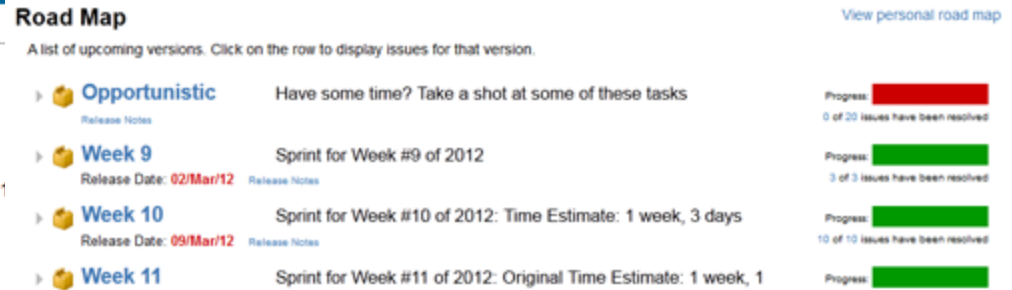 Road Map
View personal road map
A list of upcoming versions. Click on the row to display issues for that version.
Opportunistic Have some time? Take a shot at some of these tasks Progress:
Release Notes 0 of 20 issues have been resolved
Week 9 Sprint for Week #9 of 2012 Progress:
Release Date: 02/Mar/12 Release Notes 3 of 3 issues have been resolved
Week 10 Sprint for Week #10 of 2012: Time Estimate: 1 week, 3 days Progress:
Release Date: 09/Mar/12 Release Notes 10 of 10 issues have been resolved
Week 11 Sprint for Week #11 of 2012: Original Time Estimate: 1 week, 1 Progress: